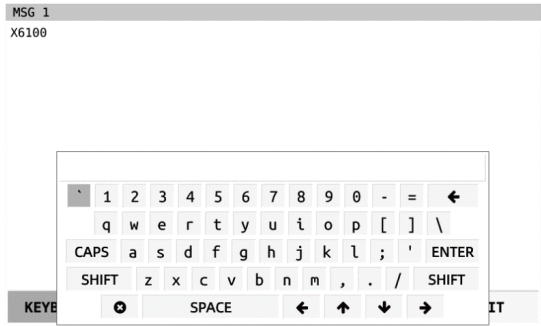 MSG 1
X6100
` 1 2 3 4 5 6 7 8 9 0 - = ←
q w e r t y u i o p [ ] \
CAPS a s d f g h j k l ; ' ENTER
SHIFT z x c v b n m , . / SHIFT
KEYB SPACE ← ↑ ↓ → IT